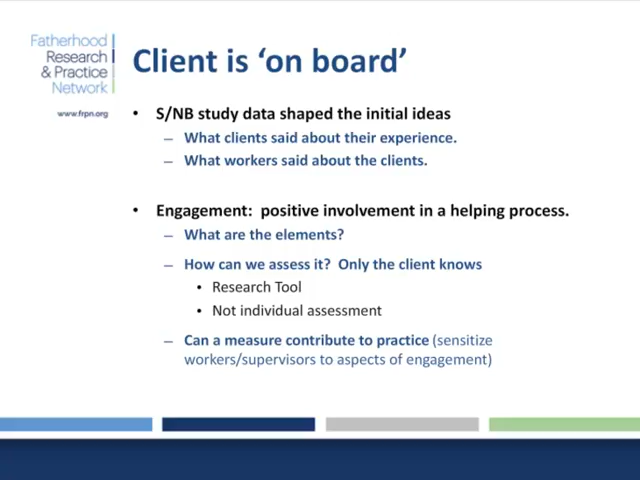 Fatherhood
Research
& Practice
Network
www.frpn.org
Client is ‘on board’
• S/NB study data shaped the initial ideas
– What clients said about their experience.
– What workers said about the clients.
• Engagement: positive involvement in a helping process.
– What are the elements?
– How can we assess it? Only the client knows
• Research Tool
• Not individual assessment
– Can a measure contribute to practice (sensitize
workers/supervisors to aspects of engagement)